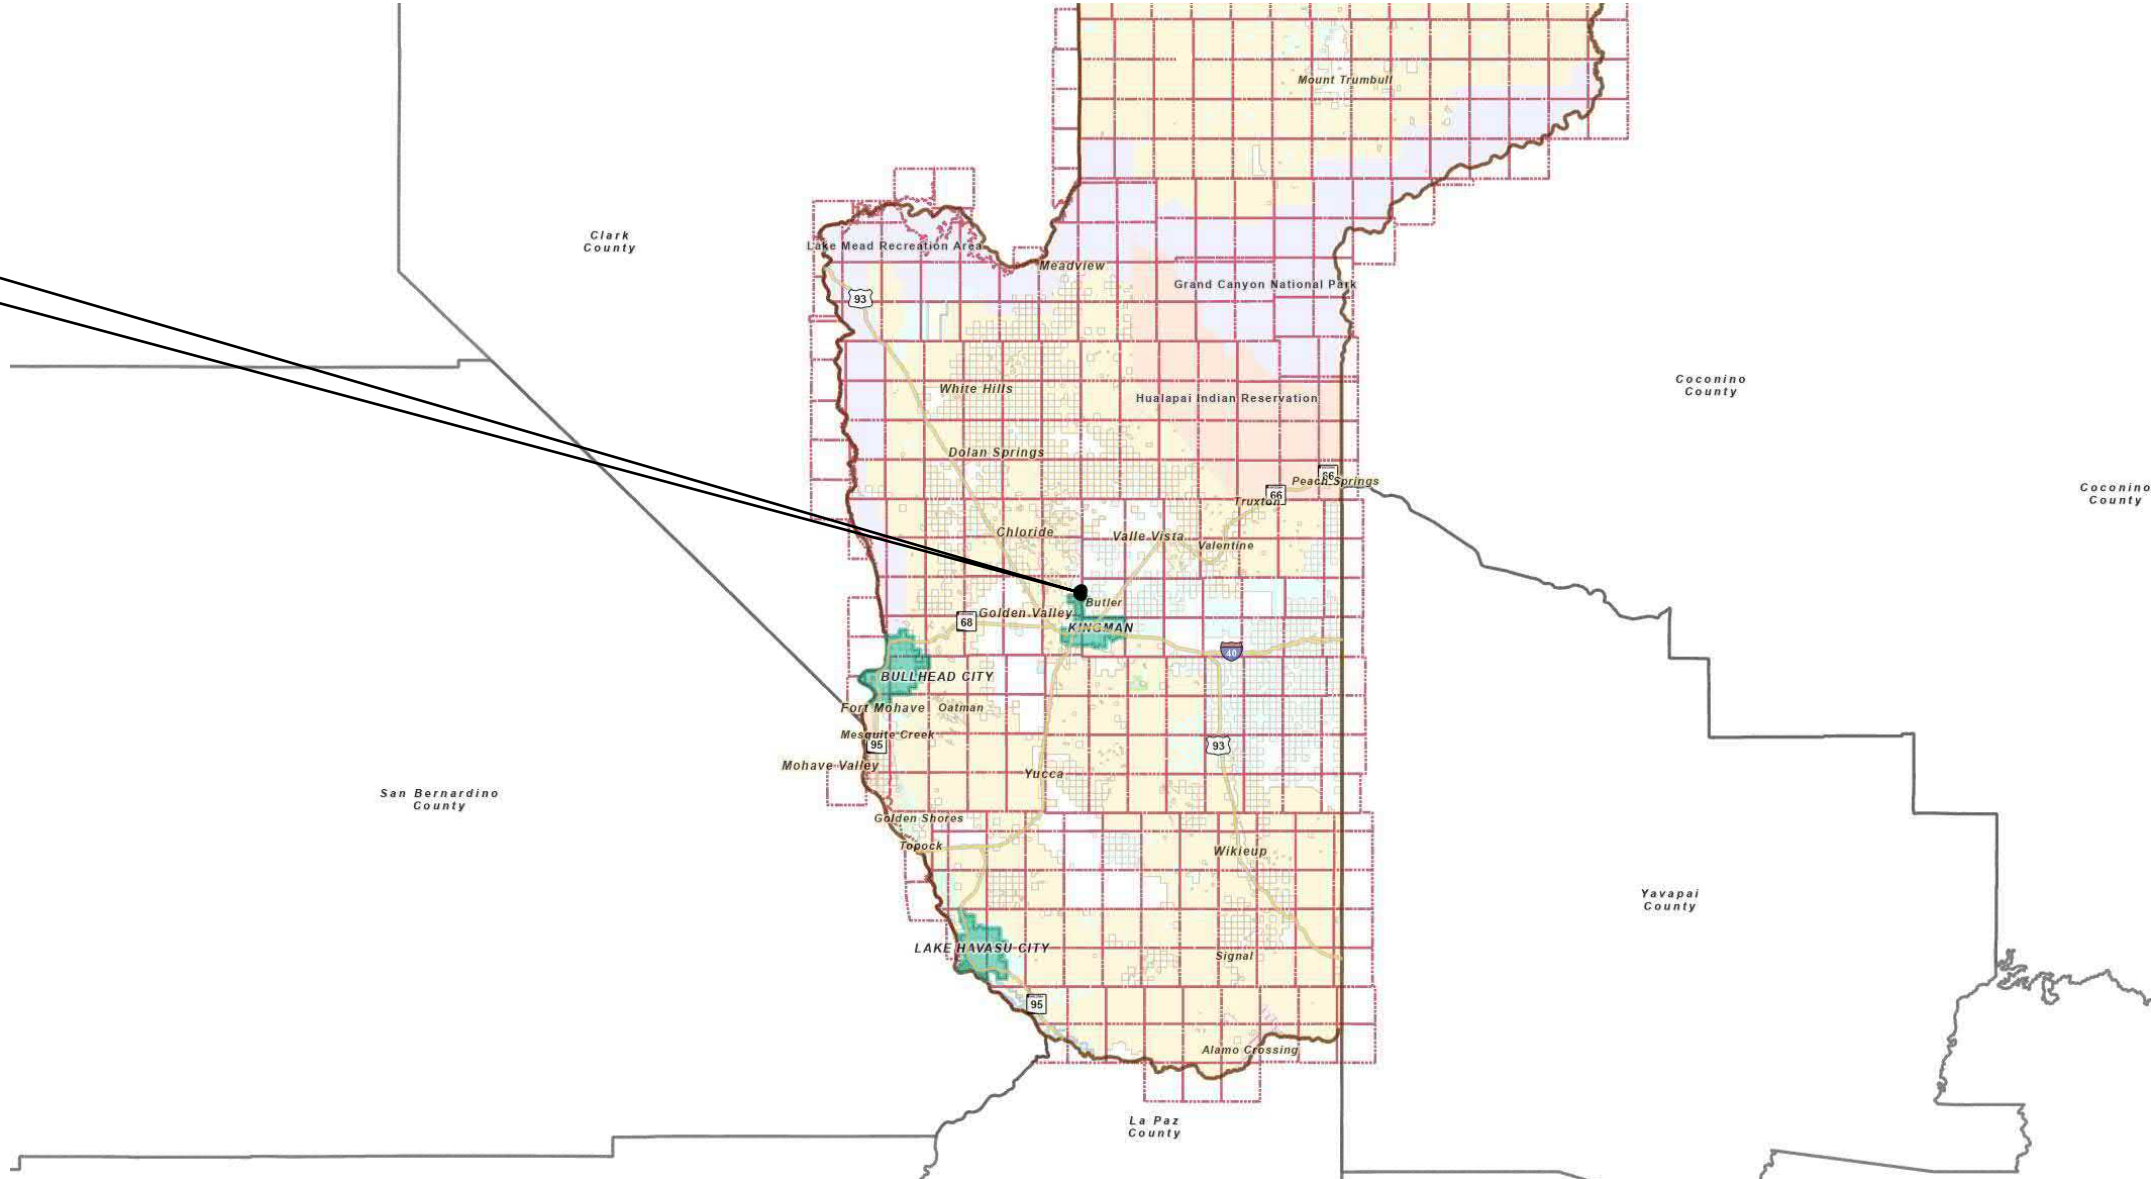 Mount Trumbull
Clark
County
Lake Mead Recreation Area
Meadview
Grand Canyon National Park
93
Coconino
County
White Hills
Hualapai Indian Reservation
Dolan Springs
66
Peach Springs
66
Truxton
Coconino
County
Chloride
Valle Vista
Valentine
Butler
Golden Valley
68
KINGMAN
40
BULLHEAD CITY
Fort Mohave
Oatman
Mesquite Creek
95
93
Mohave Valley
Yucca
San Bernardino
County
Golden Shores
Topock
Wikieup
Yavapai
County
LAKE HAVASU CITY
Signal
95
Alamo Crossing
La Paz
County